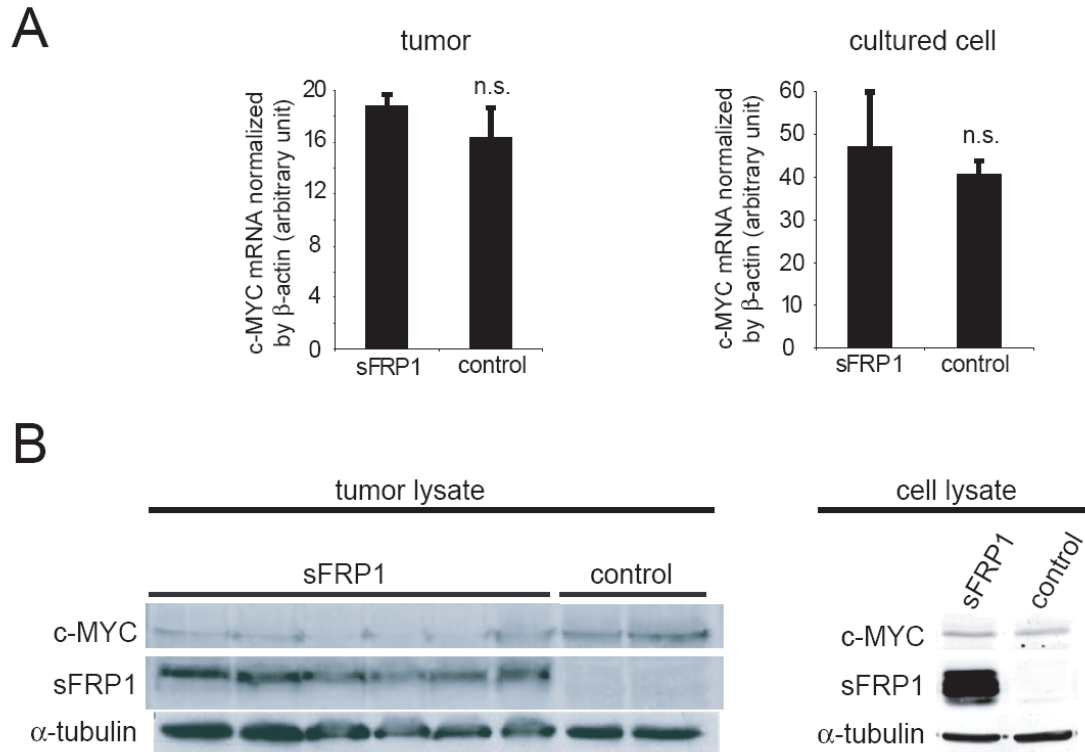 A
tumor
c-MYC mRNA normalized
by β-actin (arbitrary unit)
20
16
12
8
4
0
n.s.
sFRP1 control
cultured cell
c-MYC mRNA normalized
by β-actin (arbitrary unit)
60
50
40
30
20
10
0
n.s.
sFRP1 control
B
tumor lysate
sFRP1 control
c-MYC
sFRP1
α-tubulin
cell lysate
sFRP1 control
c-MYC
sFRP1
α-tubulin